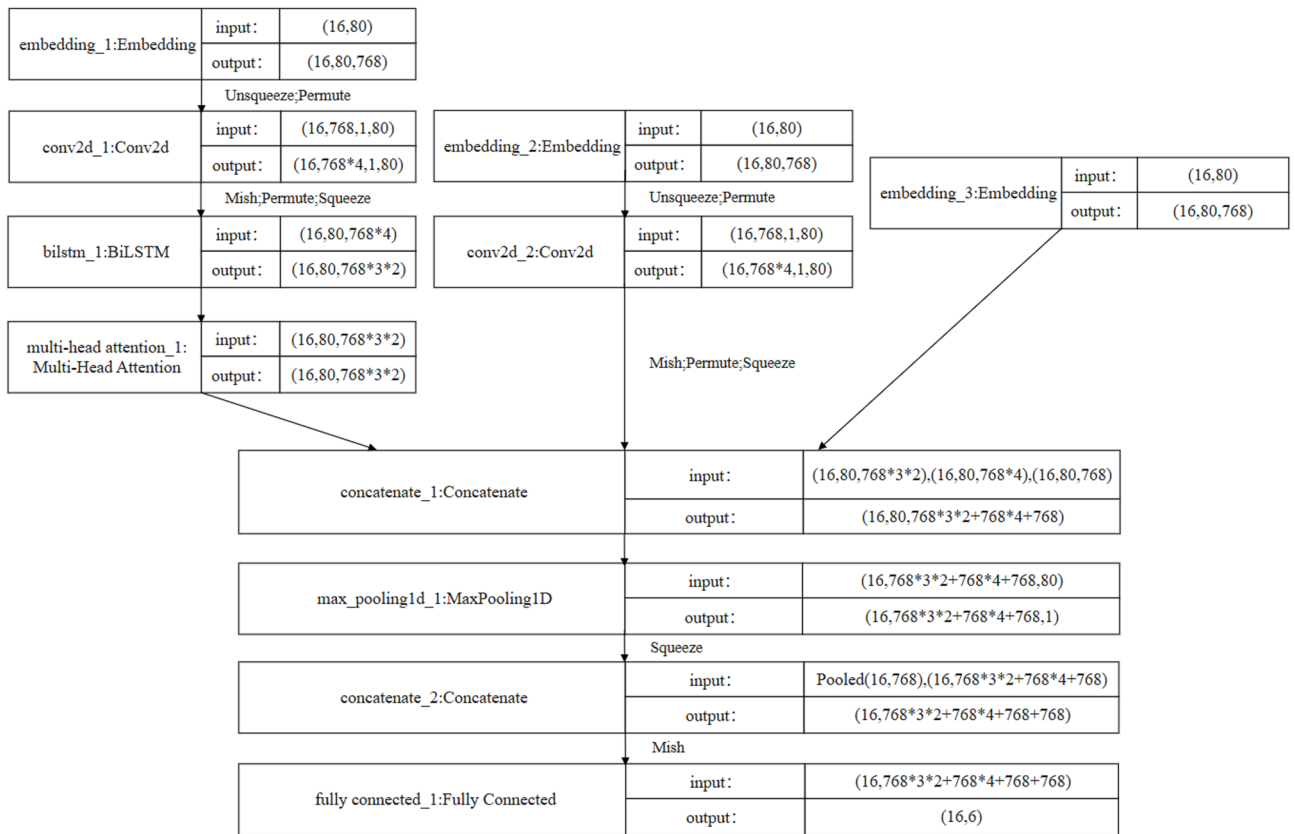 embedding_1:Embedding
input：
(16,80)
output：
(16,80,768)
Unsqueeze;Permute
conv2d_1:Conv2d
input：
(16,768,1,80)
output：
(16,768*4,1,80)
Mish;Permute;Squeeze
bilstm_1:BiLSTM
input：
(16,80,768*4)
output：
(16,80,768*3*2)
multi-head attention_1:
Multi-Head Attention
input：
(16,80,768*3*2)
output：
(16,80,768*3*2)
embedding_2:Embedding
input：
(16,80)
output：
(16,80,768)
Unsqueeze;Permute
conv2d_2:Conv2d
input：
(16,768,1,80)
output：
(16,768*4,1,80)
Mish;Permute;Squeeze
embedding_3:Embedding
input：
(16,80)
output：
(16,80,768)
concatenate_1:Concatenate
input：
(16,80,768*3*2),(16,80,768*4),(16,80,768)
output：
(16,80,768*3*2+768*4+768)
max_pooling1d_1:MaxPooling1D
input：
(16,768*3*2+768*4+768,80)
output：
(16,768*3*2+768*4+768,1)
Squeeze
concatenate_2:Concatenate
input：
Pooled(16,768),(16,768*3*2+768*4+768)
output：
(16,768*3*2+768*4+768+768)
Mish
fully connected_1:Fully Connected
input：
(16,768*3*2+768*4+768+768)
output：
(16,6)